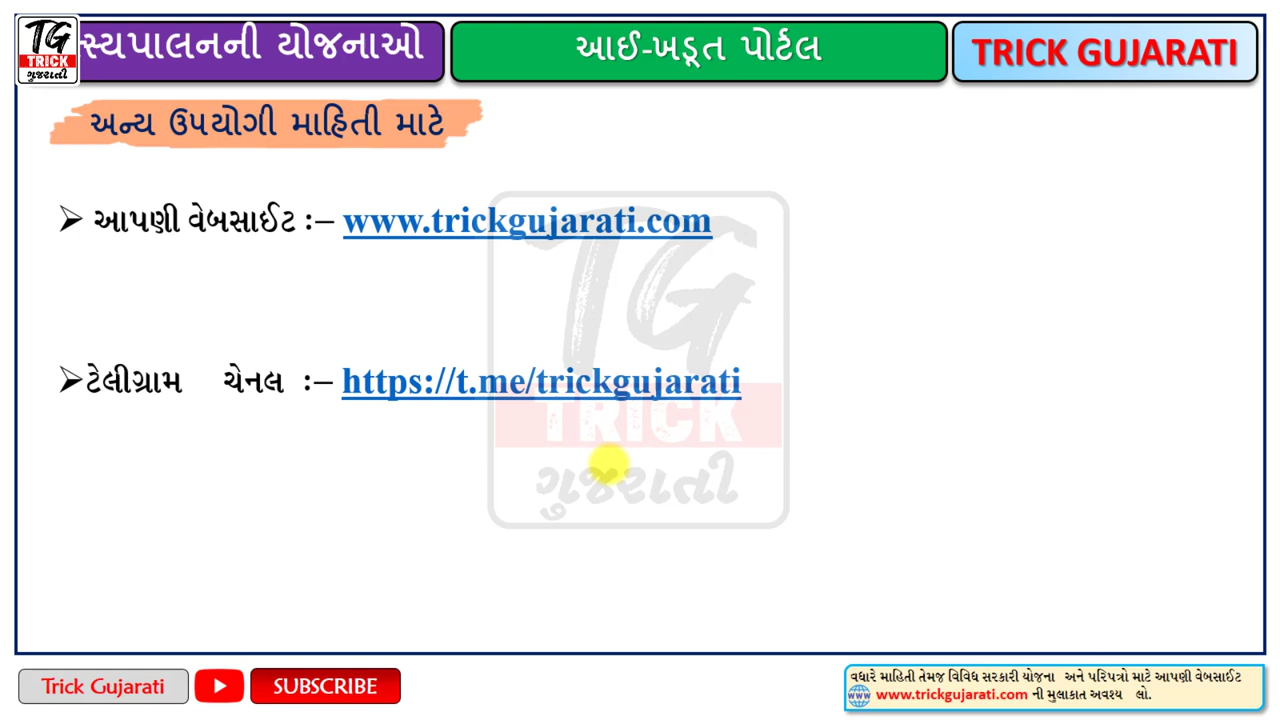 TG
TRICK
ગુજરાતી
સ્યપાલનની યોજનાઓ
આઈ-ખડૂત પોર્ટલ
TRICK GUJARATI
અન્ય ઉપયોગી માહિતી માટે
➢ આપણી વેબસાઈટ :– www.trickgujarati.com
➢ ટેલીગ્રામ ચેનલ :– https://t.me/trickgujarati
TG
TRICK
ગુજરાતી
Trick Gujarati
SUBSCRIBE
વધારે માહિતી તેમજ વિવિધ સરકારી યોજના અને પરિપત્રો માટે આપણી વેબસાઈટ
www.trickgujarati.com ની મુલાકાત અવશ્ય લો.